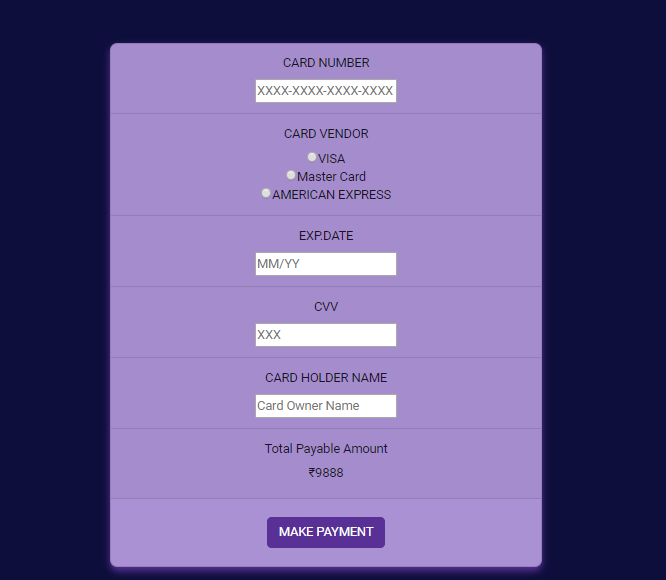 CARD NUMBER
XXXX-XXXX-XXXX-XXXX
CARD VENDOR
VISA
Master Card
AMERICAN EXPRESS
EXP.DATE
MM/YY
CVV
XXX
CARD HOLDER NAME
Card Owner Name
Total Payable Amount
₹9888
MAKE PAYMENT